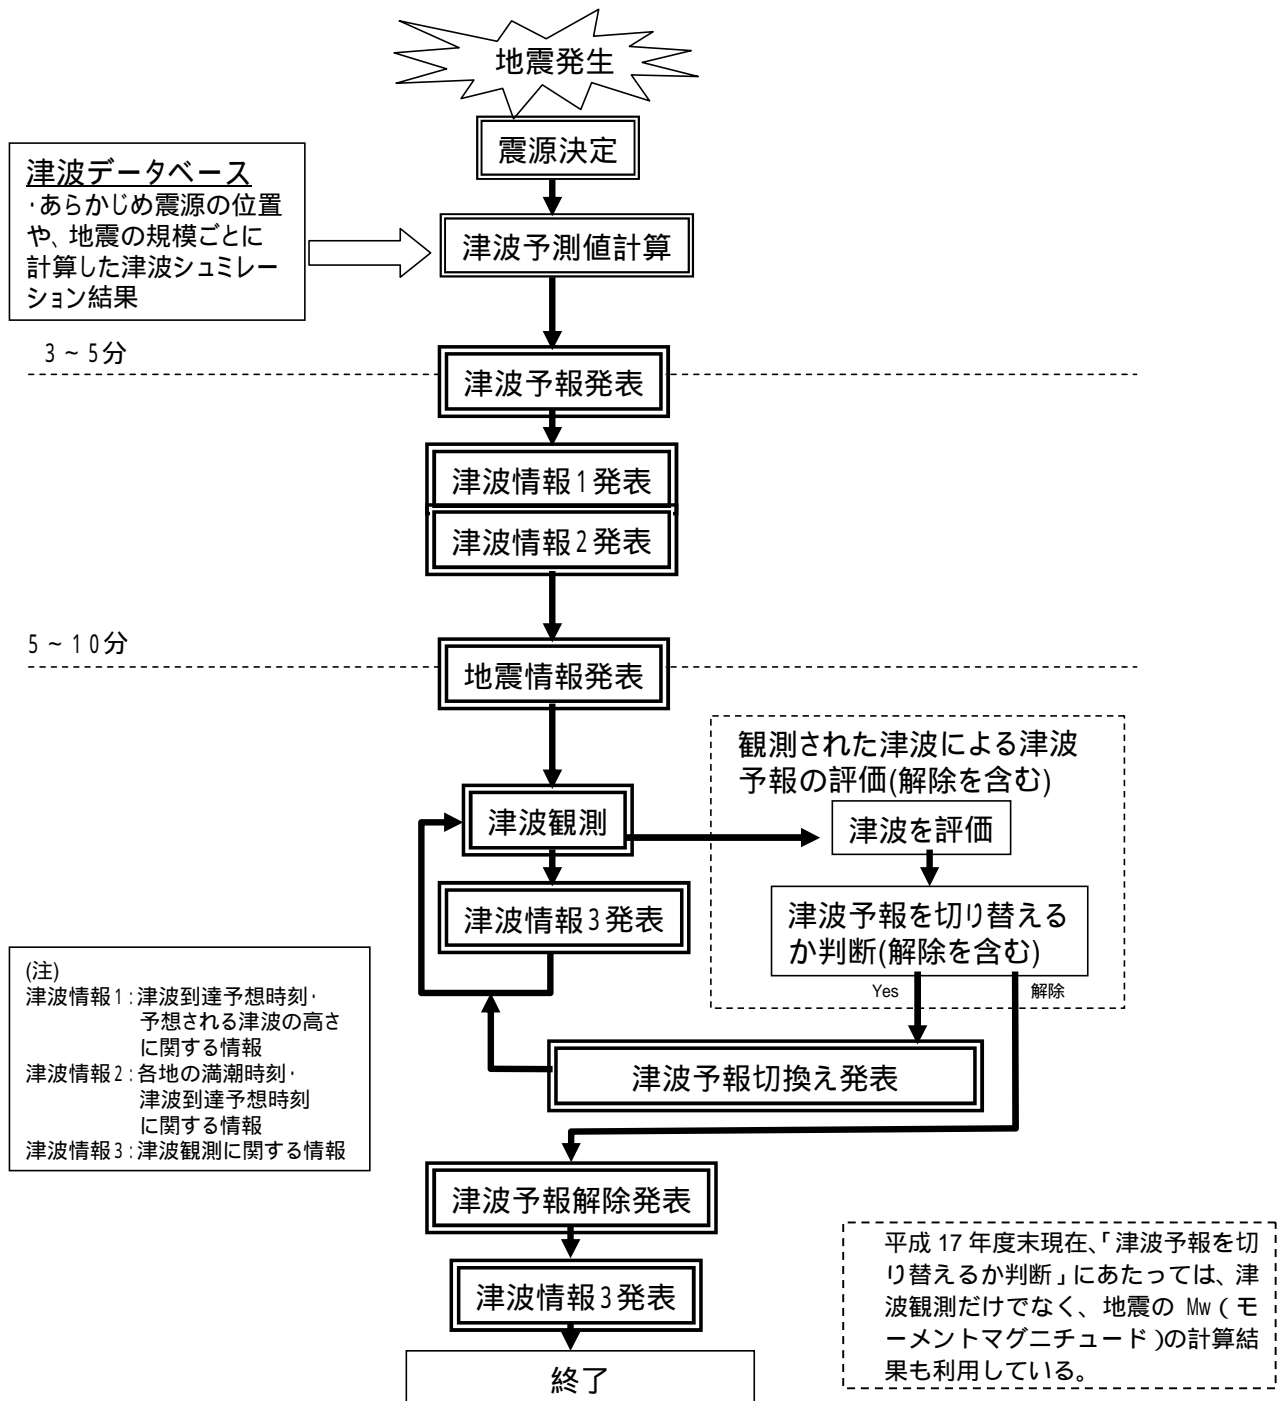 地震発生
震源決定
津波データベース
・あらかじめ震源の位置
や、地震の規模ごとに
計算した津波シュミレー
ション結果
津波予測値計算
3～5分
津波予報発表
津波情報1発表
津波情報2発表
5～10分
地震情報発表
観測された津波による津波
予報の評価(解除を含む)
津波観測
津波を評価
津波情報3発表
津波予報を切り替える
か判断(解除を含む)
Yes
解除
(注)
津波情報1:津波到達予想時刻・
予想される津波の高さ
に関する情報
津波情報2:各地の満潮時刻・
津波到達予想時刻
に関する情報
津波情報3:津波観測に関する情報
津波予報切換え発表
津波予報解除発表
津波情報3発表
終了
平成 17 年度末現在、「津波予報を切
り替えるか判断」にあたっては、津
波観測だけでなく、地震の Mw（モ
ーメントマグニチュード）の計算結
果も利用している。